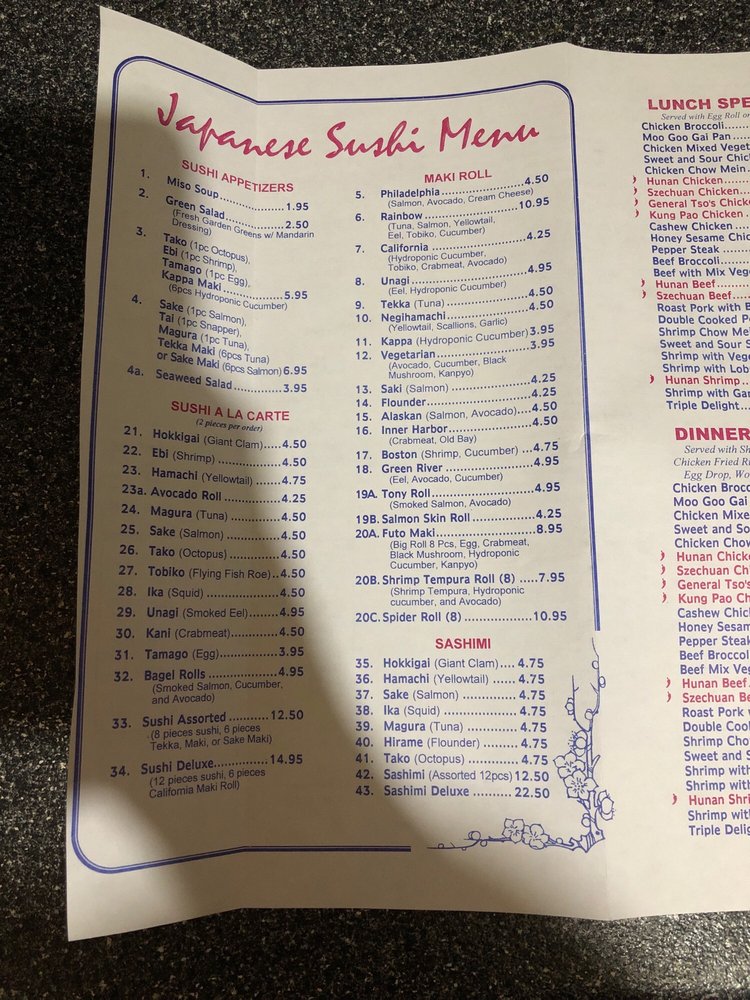 Japanese Sushi Menu
SUSHI APPETIZERS
1. Miso Soup..................1.95
2. Green Salad................2.50
(Fresh Garden Greens w/ Mandarin
Dressing)
3. Tako (1pc Octopus),
Ebi (1pc Shrimp),
Tamago (1pc Egg),
Kappa Maki ................5.95
(6pcs Hydroponic Cucumber)
4. Sake (1pc Salmon),
Tai (1pc Snapper),
Magura (1pc Tuna),
Tekka Maki (6pcs Tuna)
or Sake Maki (6pcs Salmon) 6.95
4a. Seaweed Salad..............3.95
SUSHI A LA CARTE
(2 pieces per order)
21. Hokkigai (Giant Clam)....4.50
22. Ebi (Shrimp) ................4.50
23. Hamachi (Yellowtail) .....4.75
23a. Avocado Roll ...............4.25
24. Magura (Tuna) ..............4.50
25. Sake (Salmon) ..............4.50
26. Tako (Octopus) .............4.50
27. Tobiko (Flying Fish Roe)..4.50
28. Ika (Squid) ...................4.50
29. Unagi (Smoked Eel).......4.95
30. Kani (Crabmeat)............4.50
31. Tamago (Egg) ...............3.95
32. Bagel Rolls ...................4.95
(Smoked Salmon, Cucumber,
and Avocado)
33. Sushi Assorted ............12.50
(8 pieces sushi, 6 pieces
Tekka, Maki, or Sake Maki)
34. Sushi Deluxe...............14.95
(12 pieces sushi, 6 pieces
California Maki Roll)
MAKI ROLL
5. Philadelphia....................4.50
(Salmon, Avocado, Cream Cheese)
6. Rainbow .......................10.95
(Tuna, Salmon, Yellowtail,
Eel, Tobiko, Cucumber)
7. California .......................4.25
(Hydroponic Cucumber,
Tobiko, Crabmeat, Avocado)
8. Unagi .............................4.95
(Eel, Hydroponic Cucumber)
9. Tekka (Tuna) ..................4.50
10. Negihamachi ..................4.50
(Yellowtail, Scallions, Garlic)
11. Kappa (Hydroponic Cucumber) 3.95
12. Vegetarian ......................3.95
(Avocado, Cucumber, Black
Mushroom, Kanpyo)
13. Saki (Salmon) .................4.25
14. Flounder.........................4.25
15. Alaskan (Salmon, Avocado)....4.50
16. Inner Harbor...................4.50
(Crabmeat, Old Bay)
17. Boston (Shrimp, Cucumber) ...4.75
18. Green River ....................4.95
(Eel, Avocado, Cucumber)
19A. Tony Roll........................4.95
(Smoked Salmon, Avocado)
19B. Salmon Skin Roll ............4.25
20A. Futo Maki.......................8.95
(Big Roll 8 Pcs, Egg, Crabmeat,
Black Mushroom, Hydroponic
Cucumber, Kanpyo)
20B. Shrimp Tempura Roll (8) .....7.95
(Shrimp Tempura, Hydroponic
cucumber, and Avocado)
20C. Spider Roll (8) ...............10.95
SASHIMI
35. Hokkigai (Giant Clam).... 4.75
36. Hamachi (Yellowtail) ..... 4.75
37. Sake (Salmon) .............. 4.75
38. Ika (Squid) ................... 4.75
39. Magura (Tuna) .............. 4.75
40. Hirame (Flounder) ......... 4.75
41. Tako (Octopus) ............. 4.75
42. Sashimi (Assorted 12pcs) 12.50
43. Sashimi Deluxe ........... 22.50
LUNCH SPE
Served with Egg Roll or
Chicken Broccoli.........
Moo Goo Gai Pan ........
Chicken Mixed Veget
Sweet and Sour Chic
Chicken Chow Mein..
Hunan Chicken..........
Szechuan Chicken.....
General Tso's Chicken
Kung Pao Chicken
Cashew Chicken ...
Honey Sesame Chic
Pepper Steak ........
Beef Broccoli........
Beef with Mix Veg
Hunan Beef.........
Szechuan Beef.....
Roast Pork with B
Double Cooked Po
Shrimp Chow Me
Sweet and Sour S
Shrimp with Vege
Shrimp with Lob
Hunan Shrimp..
Shrimp with Gar
Triple Delight....
DINNER
Served with Sh
Chicken Fried Ri
Egg Drop, Wo
Chicken Brocc
Moo Goo Gai
Chicken Mixe
Sweet and So
Chicken Chow
Hunan Chicke
Szechuan Chi
General Tso's
Kung Pao Ch
Cashew Chic
Honey Sesam
Pepper Steak
Beef Broccol
Beef Mix Veg
Hunan Beef.
Szechuan Be
Roast Pork w
Double Cook
Shrimp Cho
Sweet and S
Shrimp with
Shrimp with
Hunan Shri
Shrimp with
Triple Delig